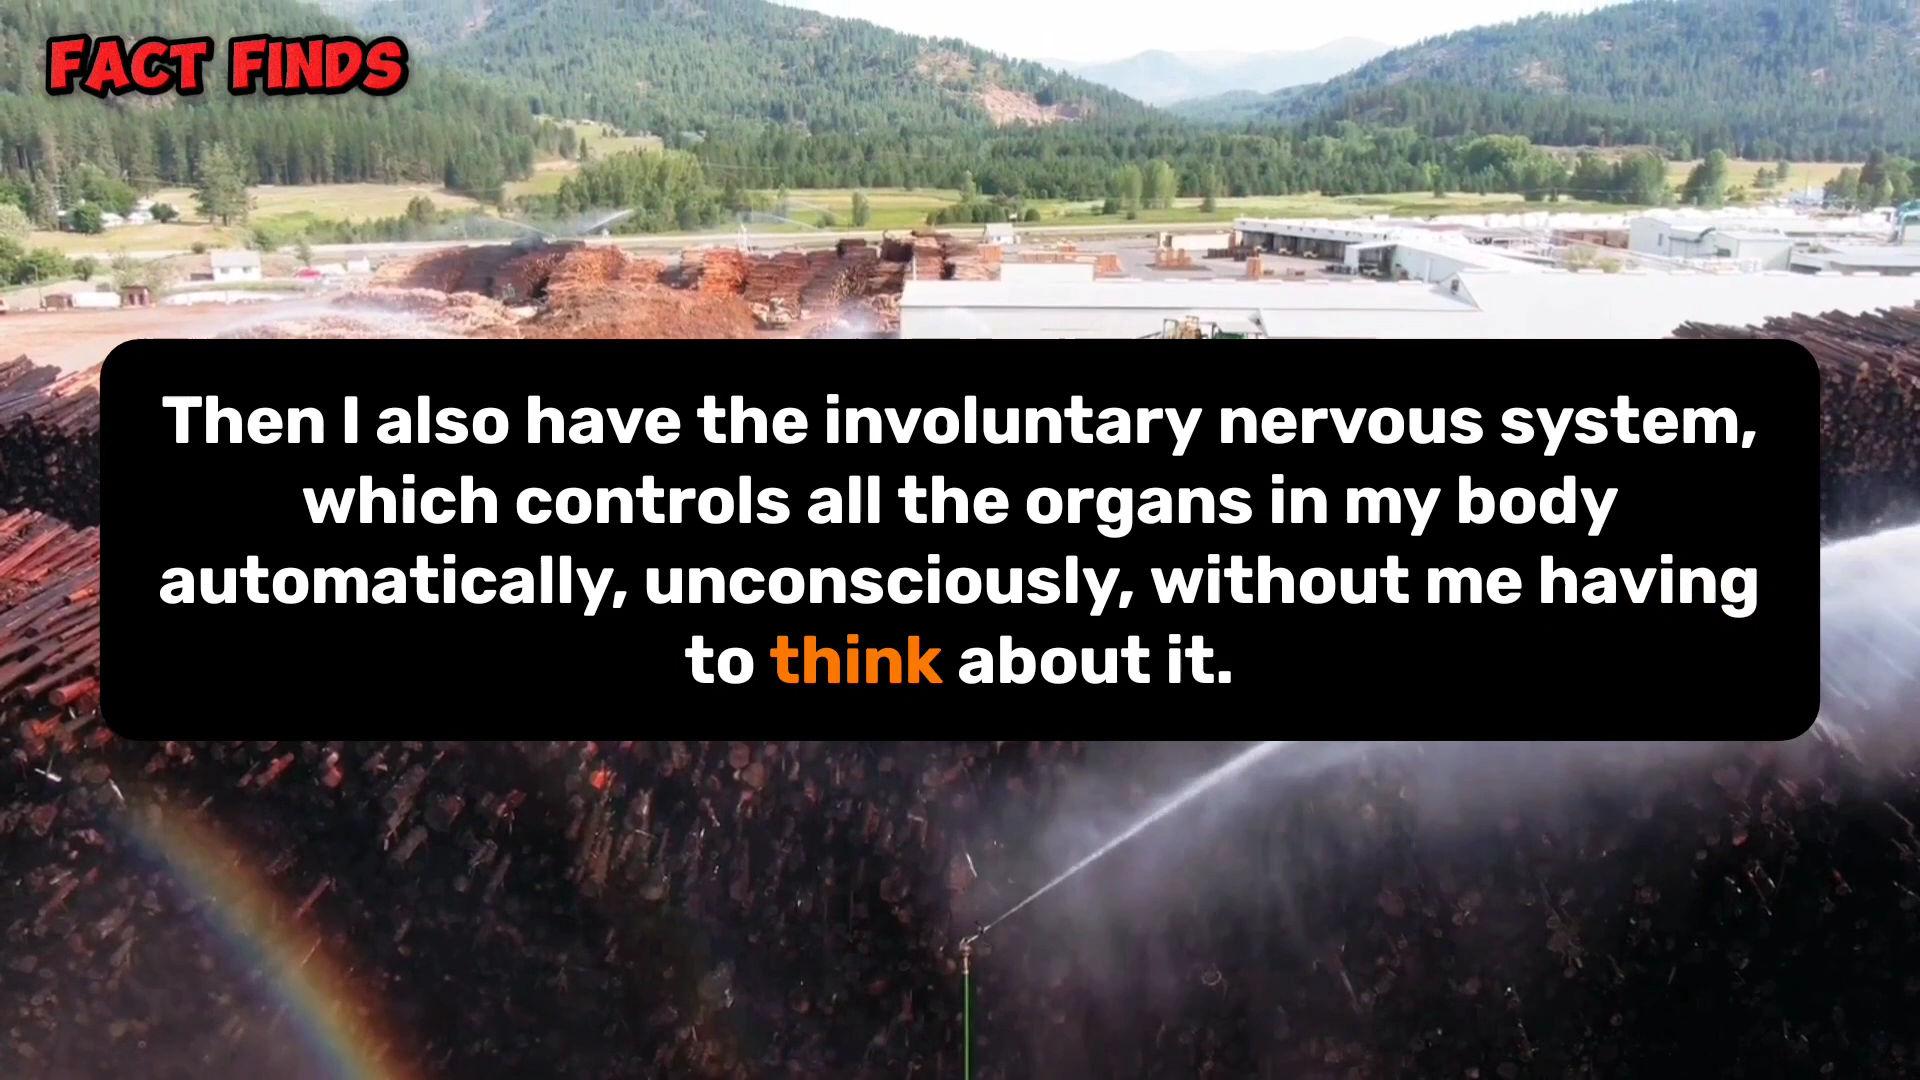 FACT FINDS
Then I also have the involuntary nervous system,
which controls all the organs in my body
automatically, unconsciously, without me having
to think about it.